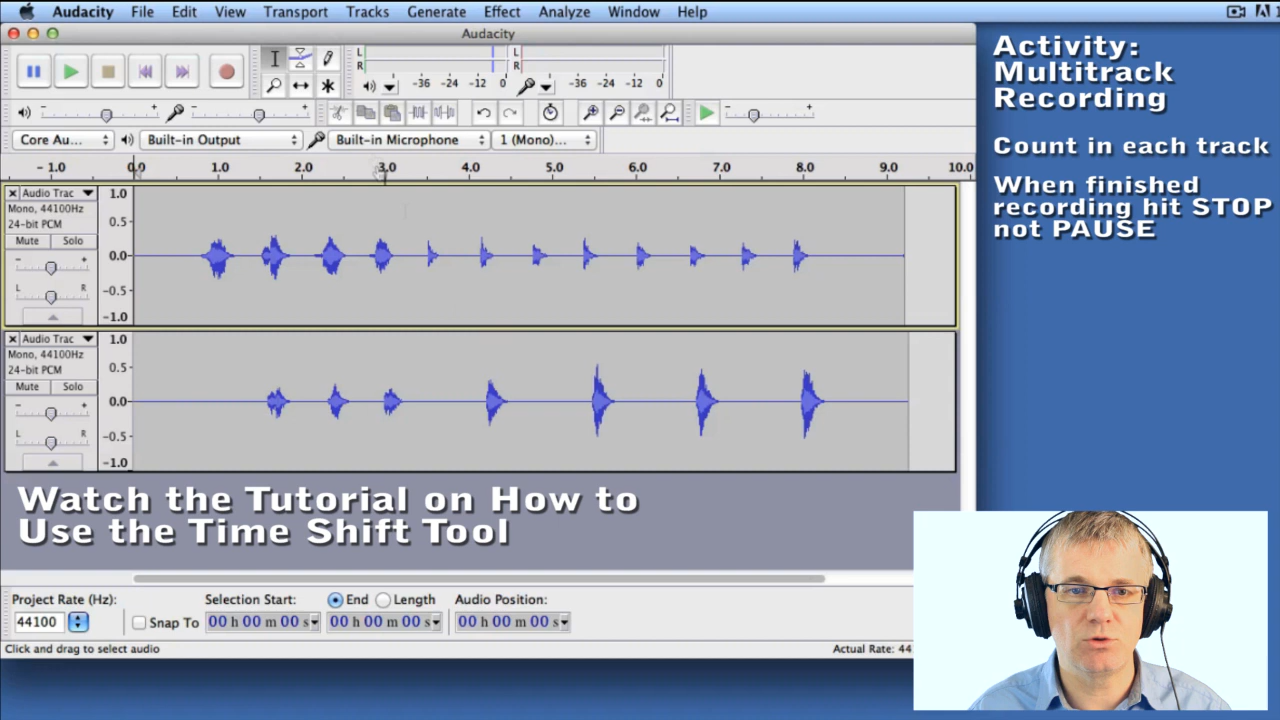 Audacity File Edit View Transport Tracks Generate Effect Analyze Window Help
Audacity
L
R
-36 -24 -12 0
L
R
-36 -24 -12 0
Core Au... Built-in Output Built-in Microphone 1 (Mono)...
- 1.0 0.0 1.0 2.0 3.0 4.0 5.0 6.0 7.0 8.0 9.0 10.0
Audio Trac
Mono, 44100Hz
24-bit PCM
Mute Solo
- +
L R
1.0
0.5-
0.0-
-0.5-
-1.0
Audio Trac
Mono, 44100Hz
24-bit PCM
Mute Solo
- +
L R
1.0
0.5-
0.0-
-0.5-
-1.0
Watch the Tutorial on How to
Use the Time Shift Tool
Project Rate (Hz):
44100
Snap To
Selection Start:
00 h 00 m 00 s
End Length
00 h 00 m 00 s
Audio Position:
00 h 00 m 00 s
Click and drag to select audio
Actual Rate: 44
Activity:
Multitrack
Recording
Count in each track
When finished
recording hit STOP
not PAUSE